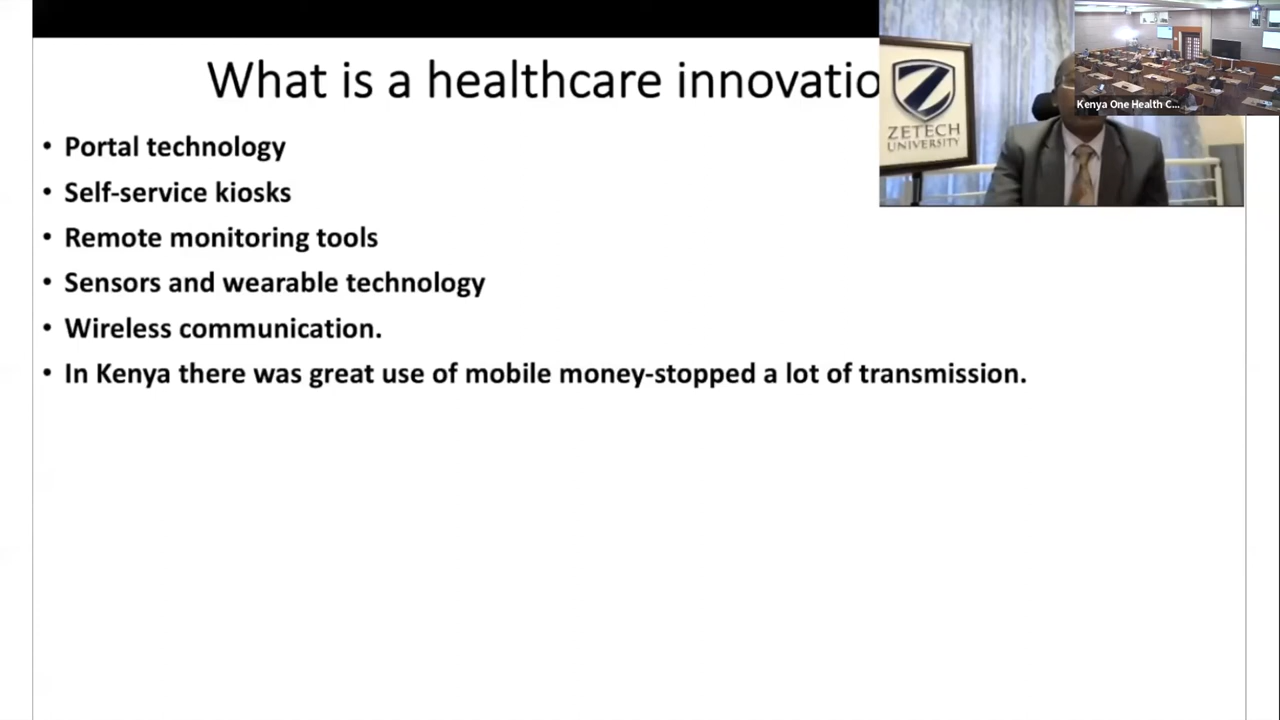 What is a healthcare innovatio
• Portal technology
• Self-service kiosks
• Remote monitoring tools
• Sensors and wearable technology
• Wireless communication.
• In Kenya there was great use of mobile money-stopped a lot of transmission.
Z
ZETECH
UNIVERSITY
Kenya One Health C...